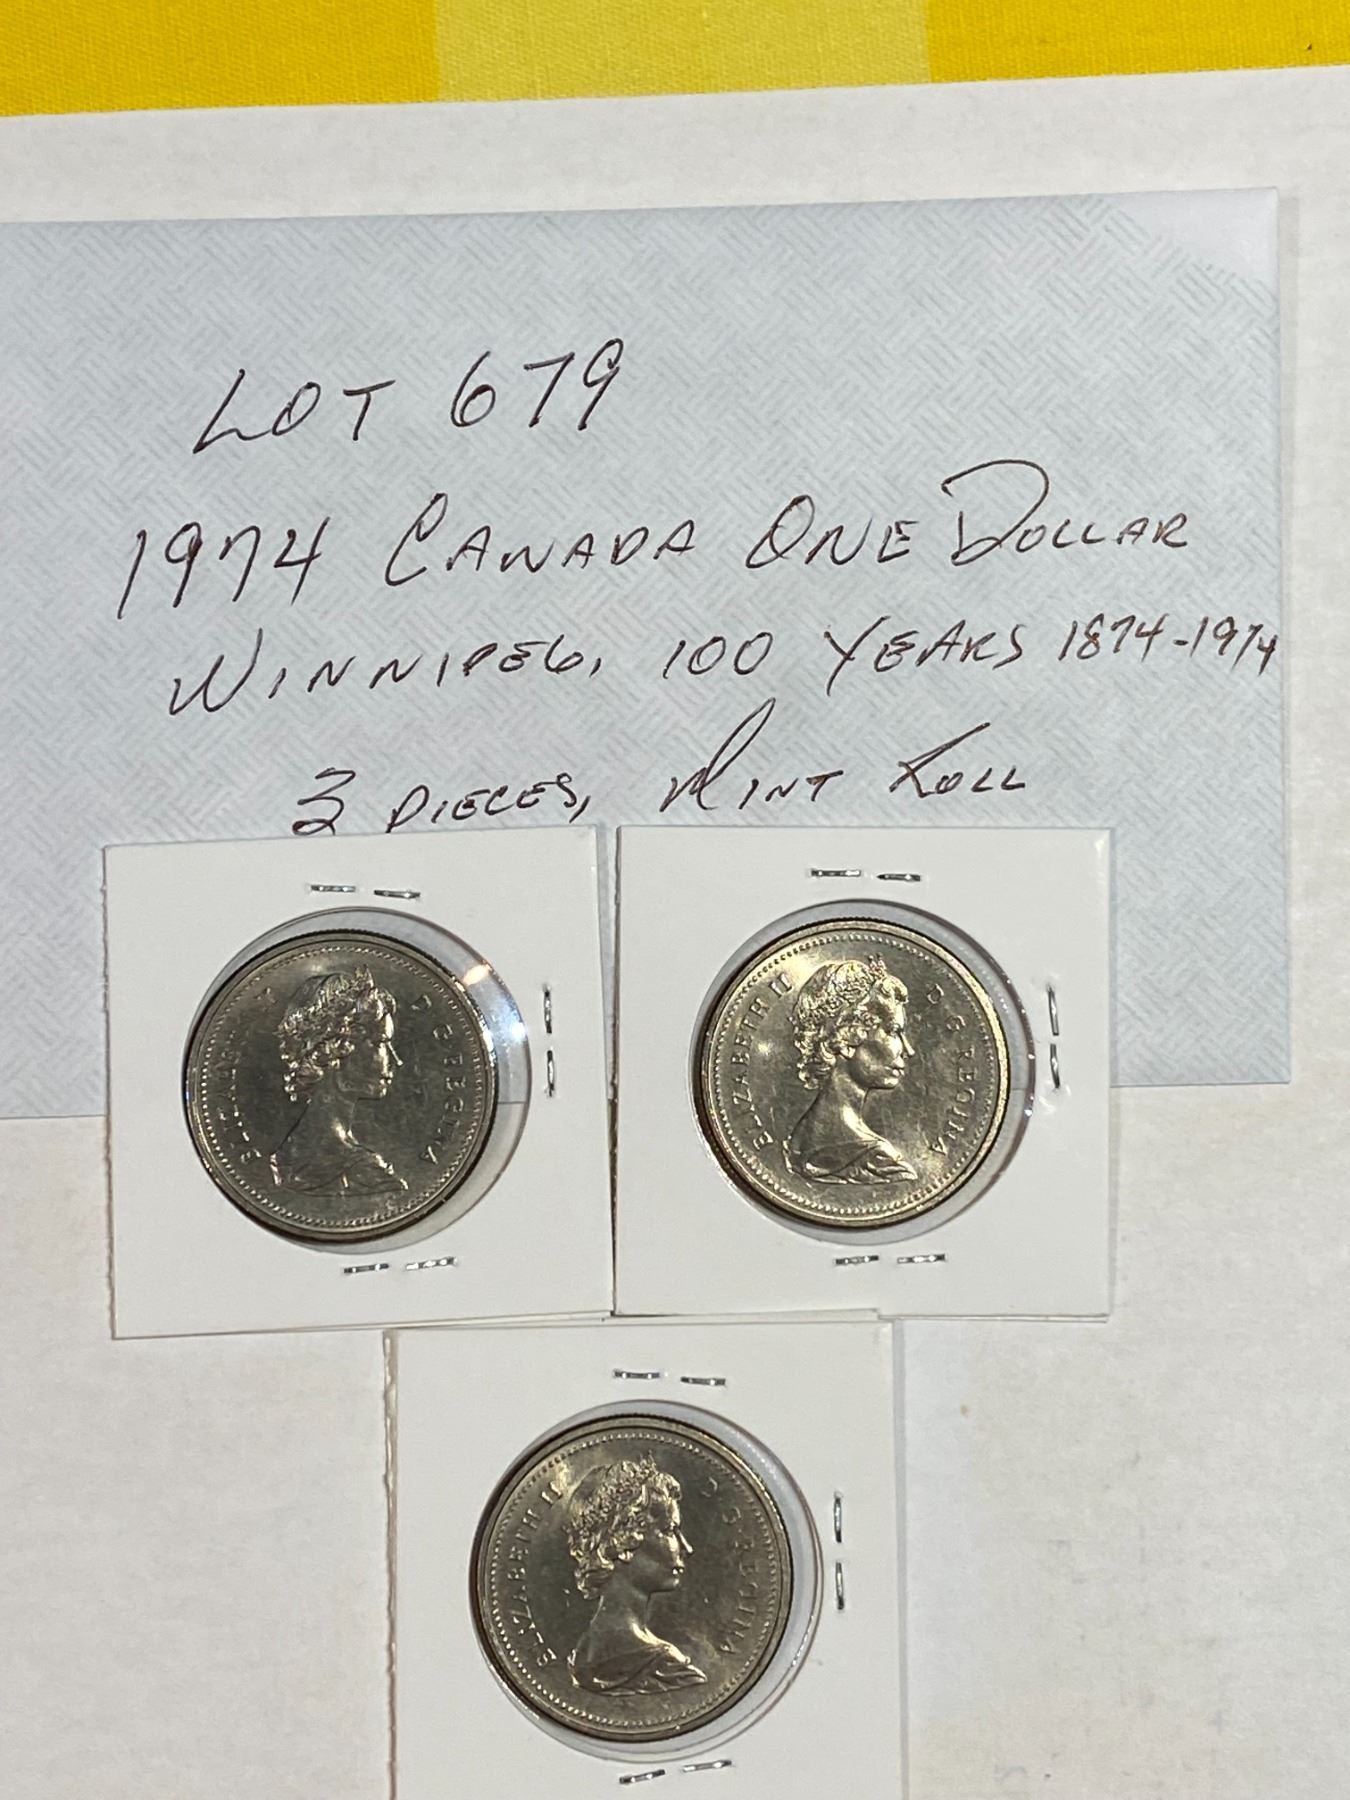 LOT 679
1974 CANADA ONE DOLLAR
WINNIPEG, 100 YEARS 1874-1974
3 PIECES, MINT ROLL
ELIZABETH II D·G·REGINA
ELIZABETH II D·G·REGINA
ELIZABETH II D·G·REGINA